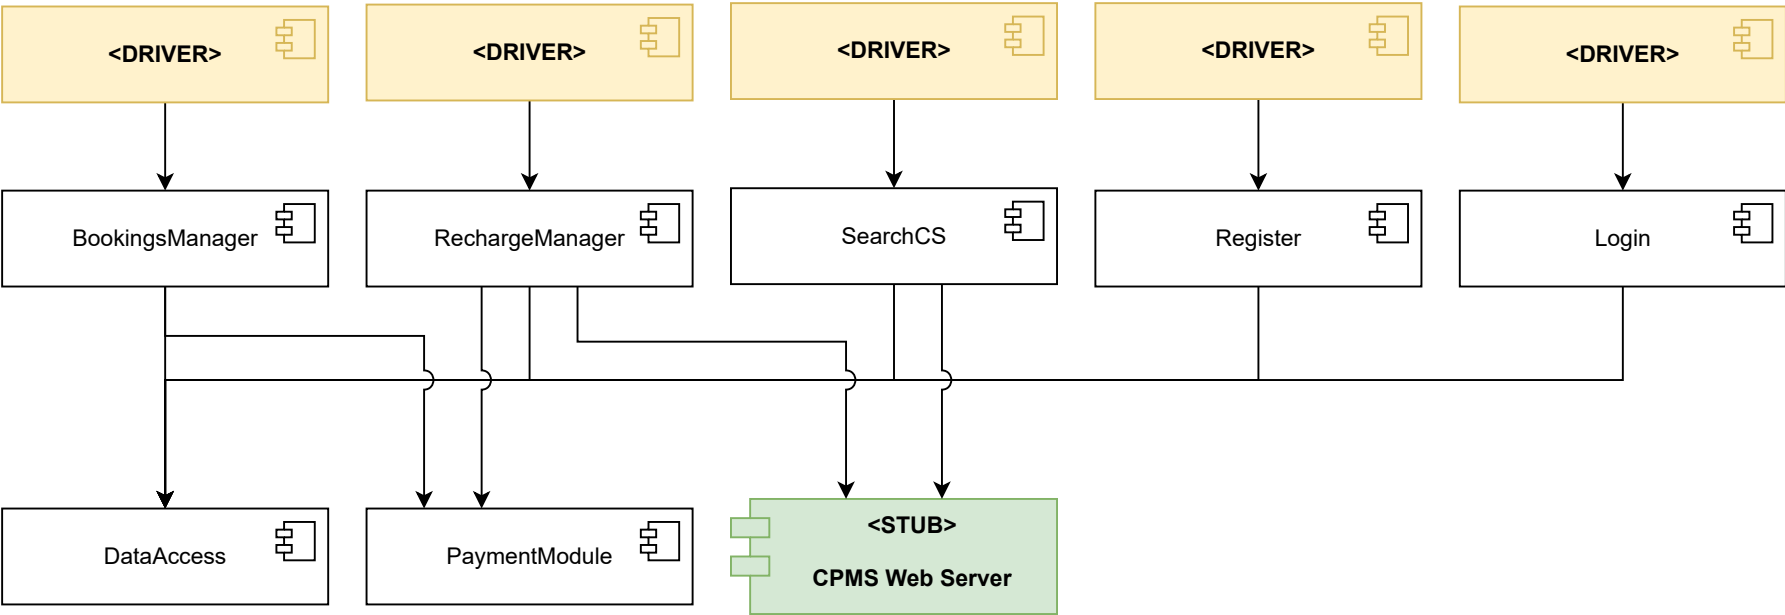 <DRIVER>
<DRIVER>
<DRIVER>
<DRIVER>
<DRIVER>
BookingsManager
RechargeManager
SearchCS
Register
Login
DataAccess
PaymentModule
<STUB>
CPMS Web Server